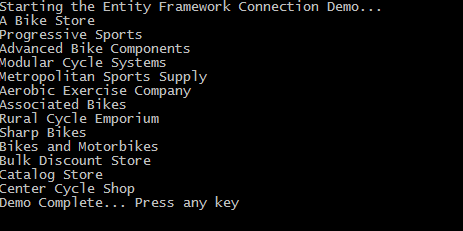 Starting the Entity Framework Connection Demo...
A Bike Store
Progressive Sports
Advanced Bike Components
Modular Cycle Systems
Metropolitan Sports Supply
Aerobic Exercise Company
Associated Bikes
Rural Cycle Emporium
Sharp Bikes
Bikes and Motorbikes
Bulk Discount Store
Catalog Store
Center Cycle Shop
Demo Complete... Press any key